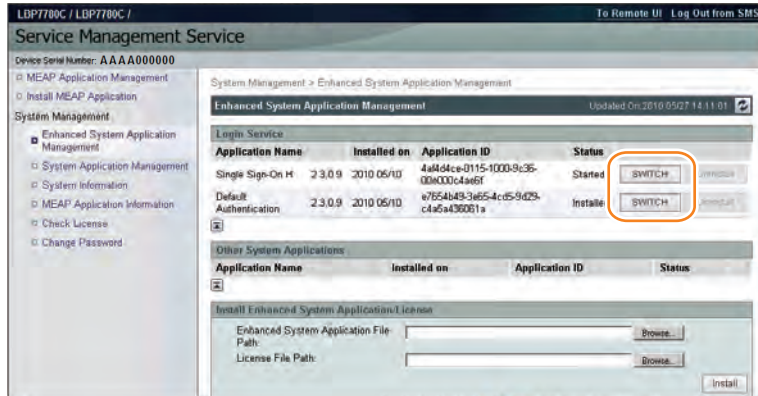 LBP7780C / LBP7780C /
To Remote UI Log Out from SMS
Service Management Service
Device Serial Number: AAAA000000
MEAP Application Management
Install MEAP Application
System Management
Enhanced System Application
Management
System Application Management
System Information
MEAP Application Information
Check License
Change Password
System Management > Enhanced System Application Management
Enhanced System Application Management
Updated On:2010 05/27 14:11:01
Login Service
Application Name Installed on Application ID Status
Single Sign-On H 2.3.0.9 2010 05/10 Started SWITCH Uninstall
Default
Authentication 2.3.0.9 2010 05/10 e7654b49-3e65-4cd5-9d29-
c4a5a436061a Installe SWITCH Uninstall
Other System Applications
Application Name Installed on Application ID Status
Install Enhanced System Application/License
Enhanced System Application File
Path:
Browse...
License File Path:
Browse...
Install